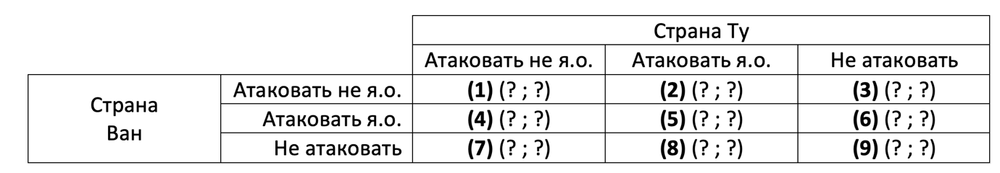 Страна Ту
Атаковать не я.о. Атаковать я.о. Не атаковать
Страна Ван
Атаковать не я.о. (1) (? ; ?) (2) (? ; ?) (3) (? ; ?)
Атаковать я.о. (4) (? ; ?) (5) (? ; ?) (6) (? ; ?)
Не атаковать (7) (? ; ?) (8) (? ; ?) (9) (? ; ?)